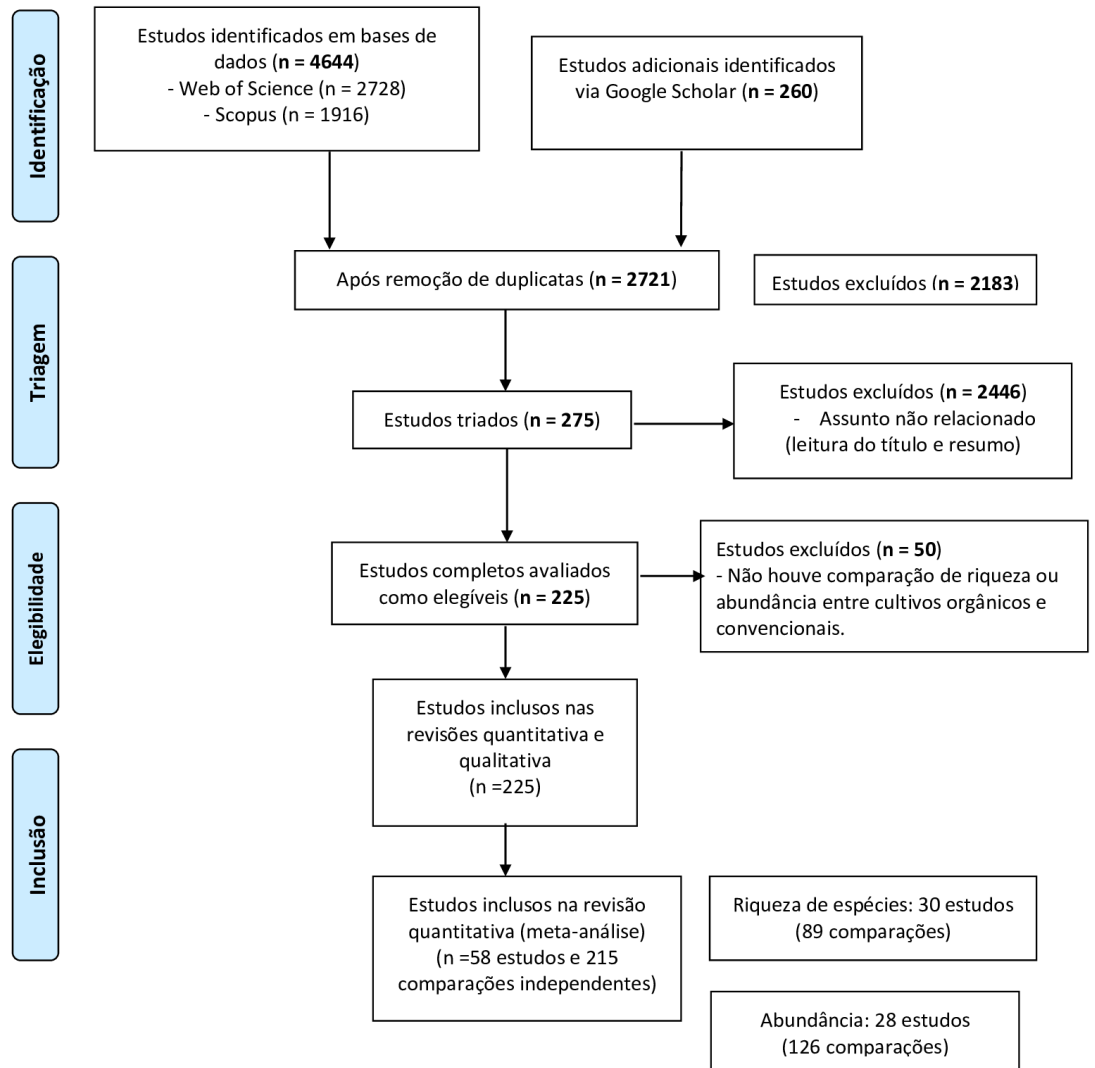 Identificação
Estudos identificados em bases de
dados (n = 4644)
- Web of Science (n = 2728)
- Scopus (n = 1916)
Estudos adicionais identificados
via Google Scholar (n = 260)
Triagem
Após remoção de duplicatas (n = 2721)
Estudos excluídos (n = 2183)
Estudos triados (n = 275)
Estudos excluídos (n = 2446)
- Assunto não relacionado
(leitura do título e resumo)
Elegibilidade
Estudos completos avaliados
como elegíveis (n = 225)
Estudos excluídos (n = 50)
- Não houve comparação de riqueza ou
abundância entre cultivos orgânicos e
convencionais.
Inclusão
Estudos inclusos nas
revisões quantitativa e
qualitativa
(n =225)
Estudos inclusos na revisão
quantitativa (meta-análise)
(n =58 estudos e 215
comparações independentes)
Riqueza de espécies: 30 estudos
(89 comparações)
Abundância: 28 estudos
(126 comparações)